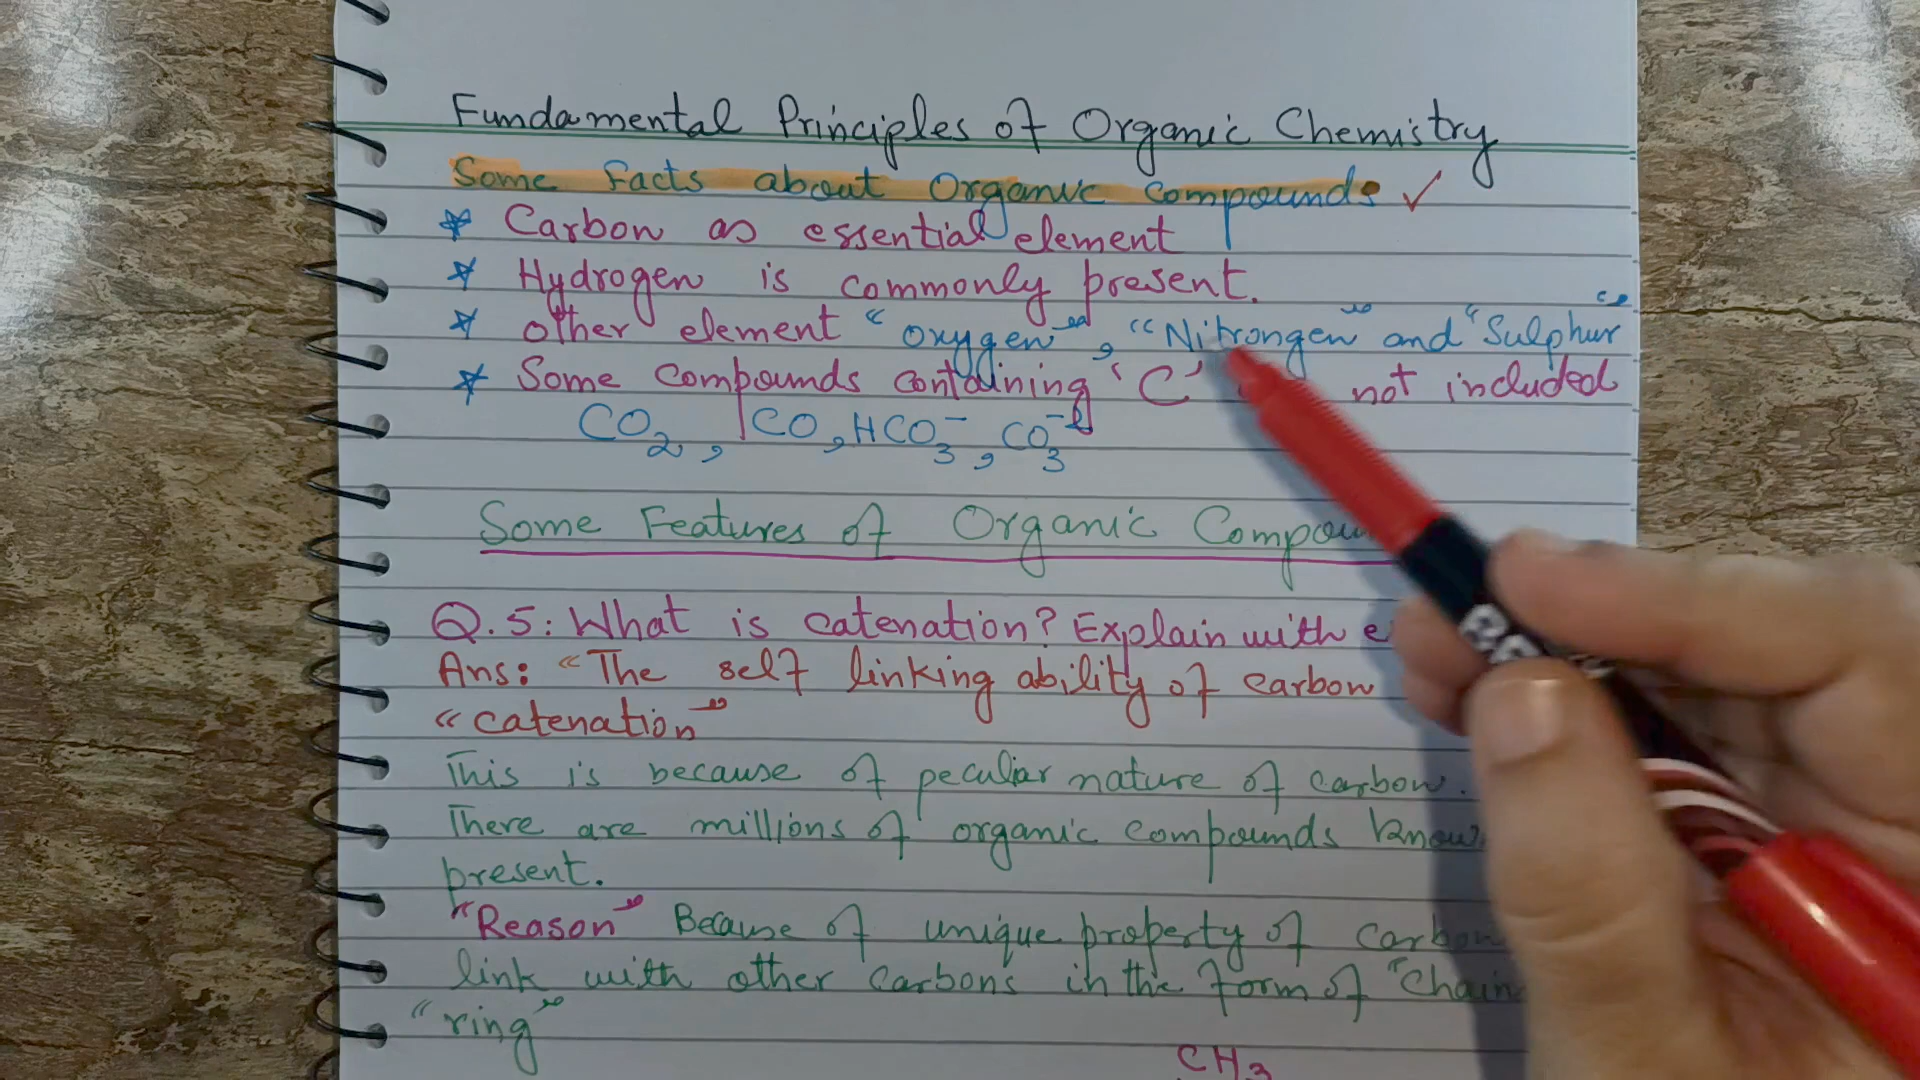 Fundamental Principles of Organic Chemistry
Some Facts about Organic Compounds ✓
* Carbon as essential element
* Hydrogen is commonly present.
* Other element “oxygen”, “Nitrongen” and “Sulphur”
* Some compounds containing ‘C’ not included
CO₂, CO, HCO₃⁻, CO₃⁻²
Some Features of Organic
Q.5: What is catenation? Explain with
Ans: “The self linking ability of carbon
“catenation”
This is because of peculiar nature of carbon.
There are millions of organic compounds
present.
“Reason” Because of unique property of carbon
link with other carbons in the form of “Chain
“ring”
CH₃